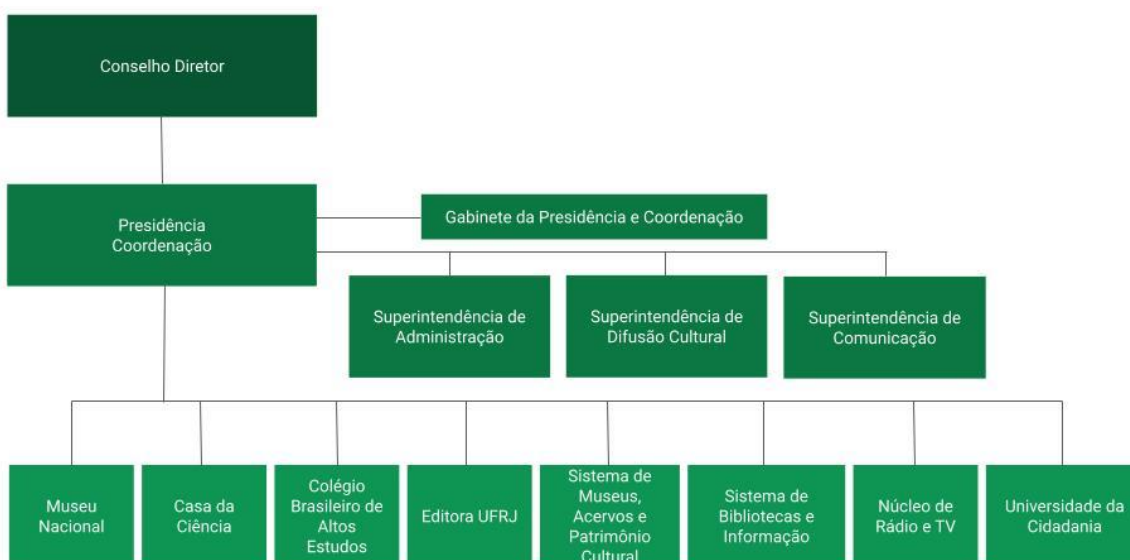 Conselho Diretor
Presidência
Coordenação
Gabinete da Presidência e Coordenação
Superintendência de
Administração
Superintendência de
Difusão Cultural
Superintendência de
Comunicação
Museu
Nacional
Casa da
Ciência
Colégio
Brasileiro de
Altos
Estudos
Editora UFRJ
Sistema de
Museus,
Acervos e
Patrimônio
Cultural
Sistema de
Bibliotecas e
Informação
Núcleo de
Rádio e TV
Universidade da
Cidadania